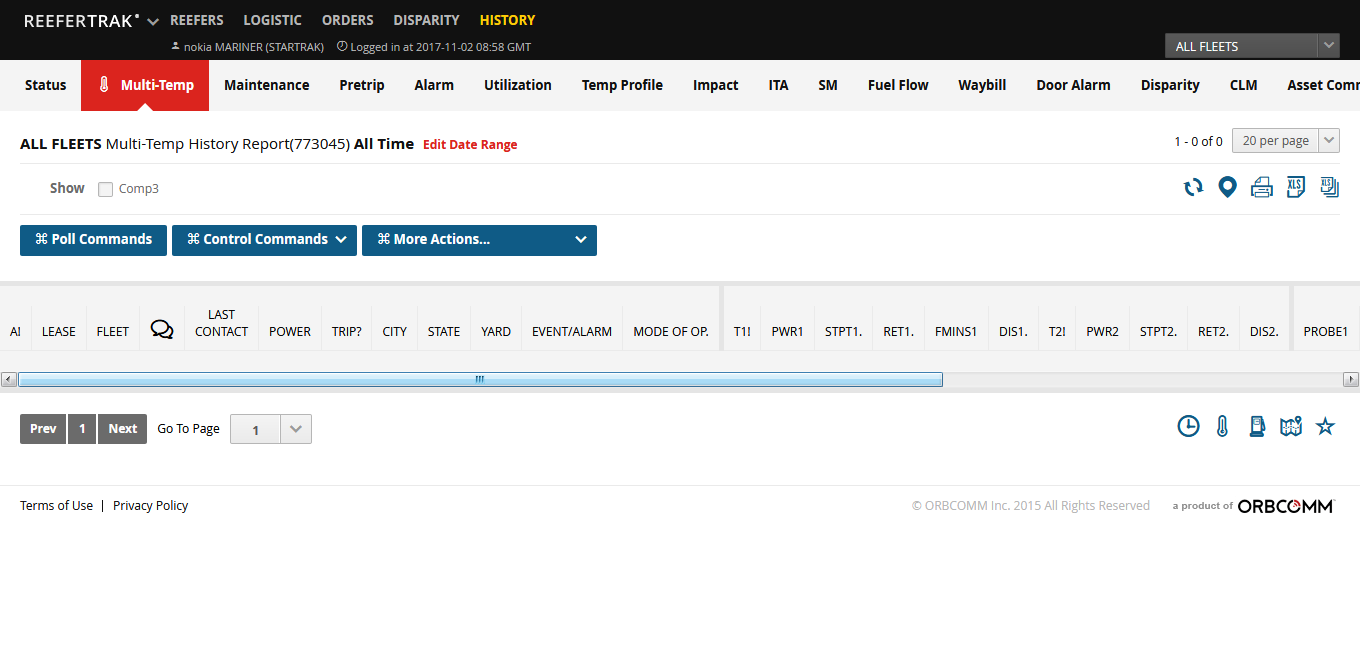 REEFERTRAK REEFERS LOGISTIC ORDERS DISPARITY HISTORY
nokia MARINER (STARTRAK) Logged in at 2017-11-02 08:58 GMT
ALL FLEETS
Status Multi-Temp Maintenance Pretrip Alarm Utilization Temp Profile Impact ITA SM Fuel Flow Waybill Door Alarm Disparity CLM Asset Comm
ALL FLEETS Multi-Temp History Report(773045) All Time Edit Date Range
1 - 0 of 0 20 per page
Show Comp3
XLS XLS
⌘ Poll Commands ⌘ Control Commands ⌘ More Actions...
AI LEASE FLEET LAST CONTACT POWER TRIP? CITY STATE YARD EVENT/ALARM MODE OF OP. T1! PWR1 STPT1. RET1. FMINS1 DIS1. T2! PWR2 STPT2. RET2. DIS2. PROBE1
Prev 1 Next Go To Page 1
Terms of Use | Privacy Policy
© ORBCOMM Inc. 2015 All Rights Reserved a product of ORBCOMM